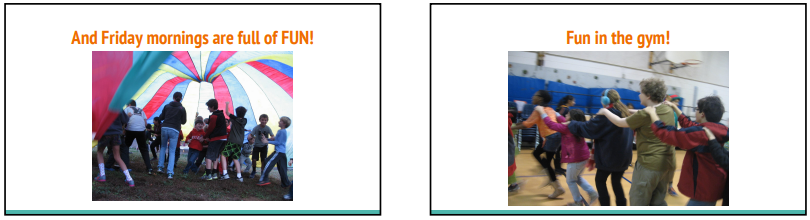 And Friday mornings are full of FUN!
Fun in the gym!